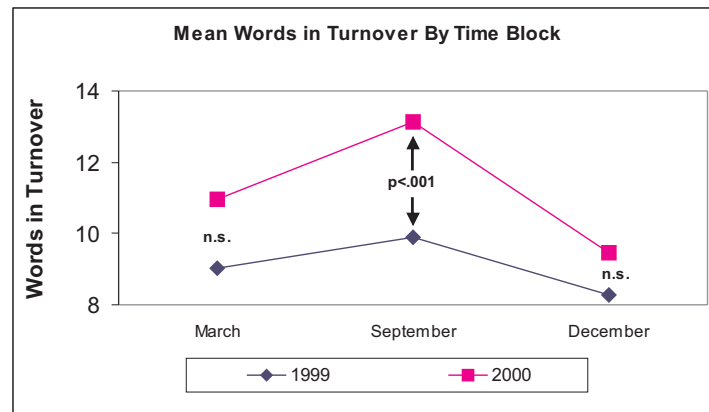 Mean Words in Turnover By Time Block
Words in Turnover
14
12
10
8
n.s.
p<.001
n.s.
March September December
1999 2000